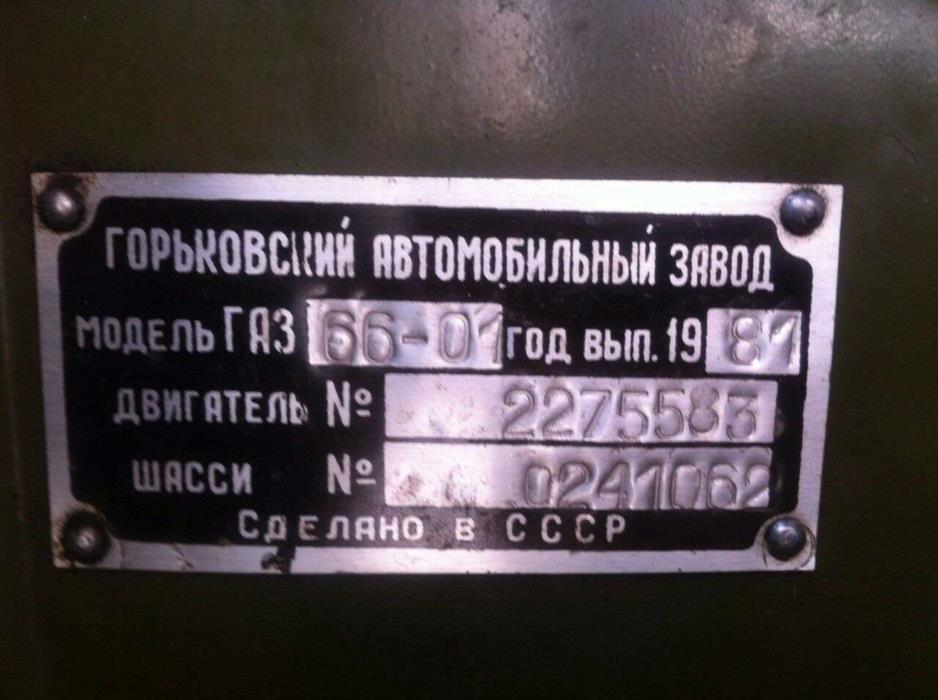 ГОРЬКОВСКИЙ АВТОМОБИЛЬНЫЙ ЗАВОД
МОДЕЛЬ ГАЗ 66-01 ГОД ВЫП. 19 81
ДВИГАТЕЛЬ № 2275583
ШАССИ № 0241062
СДЕЛАНО В СССР